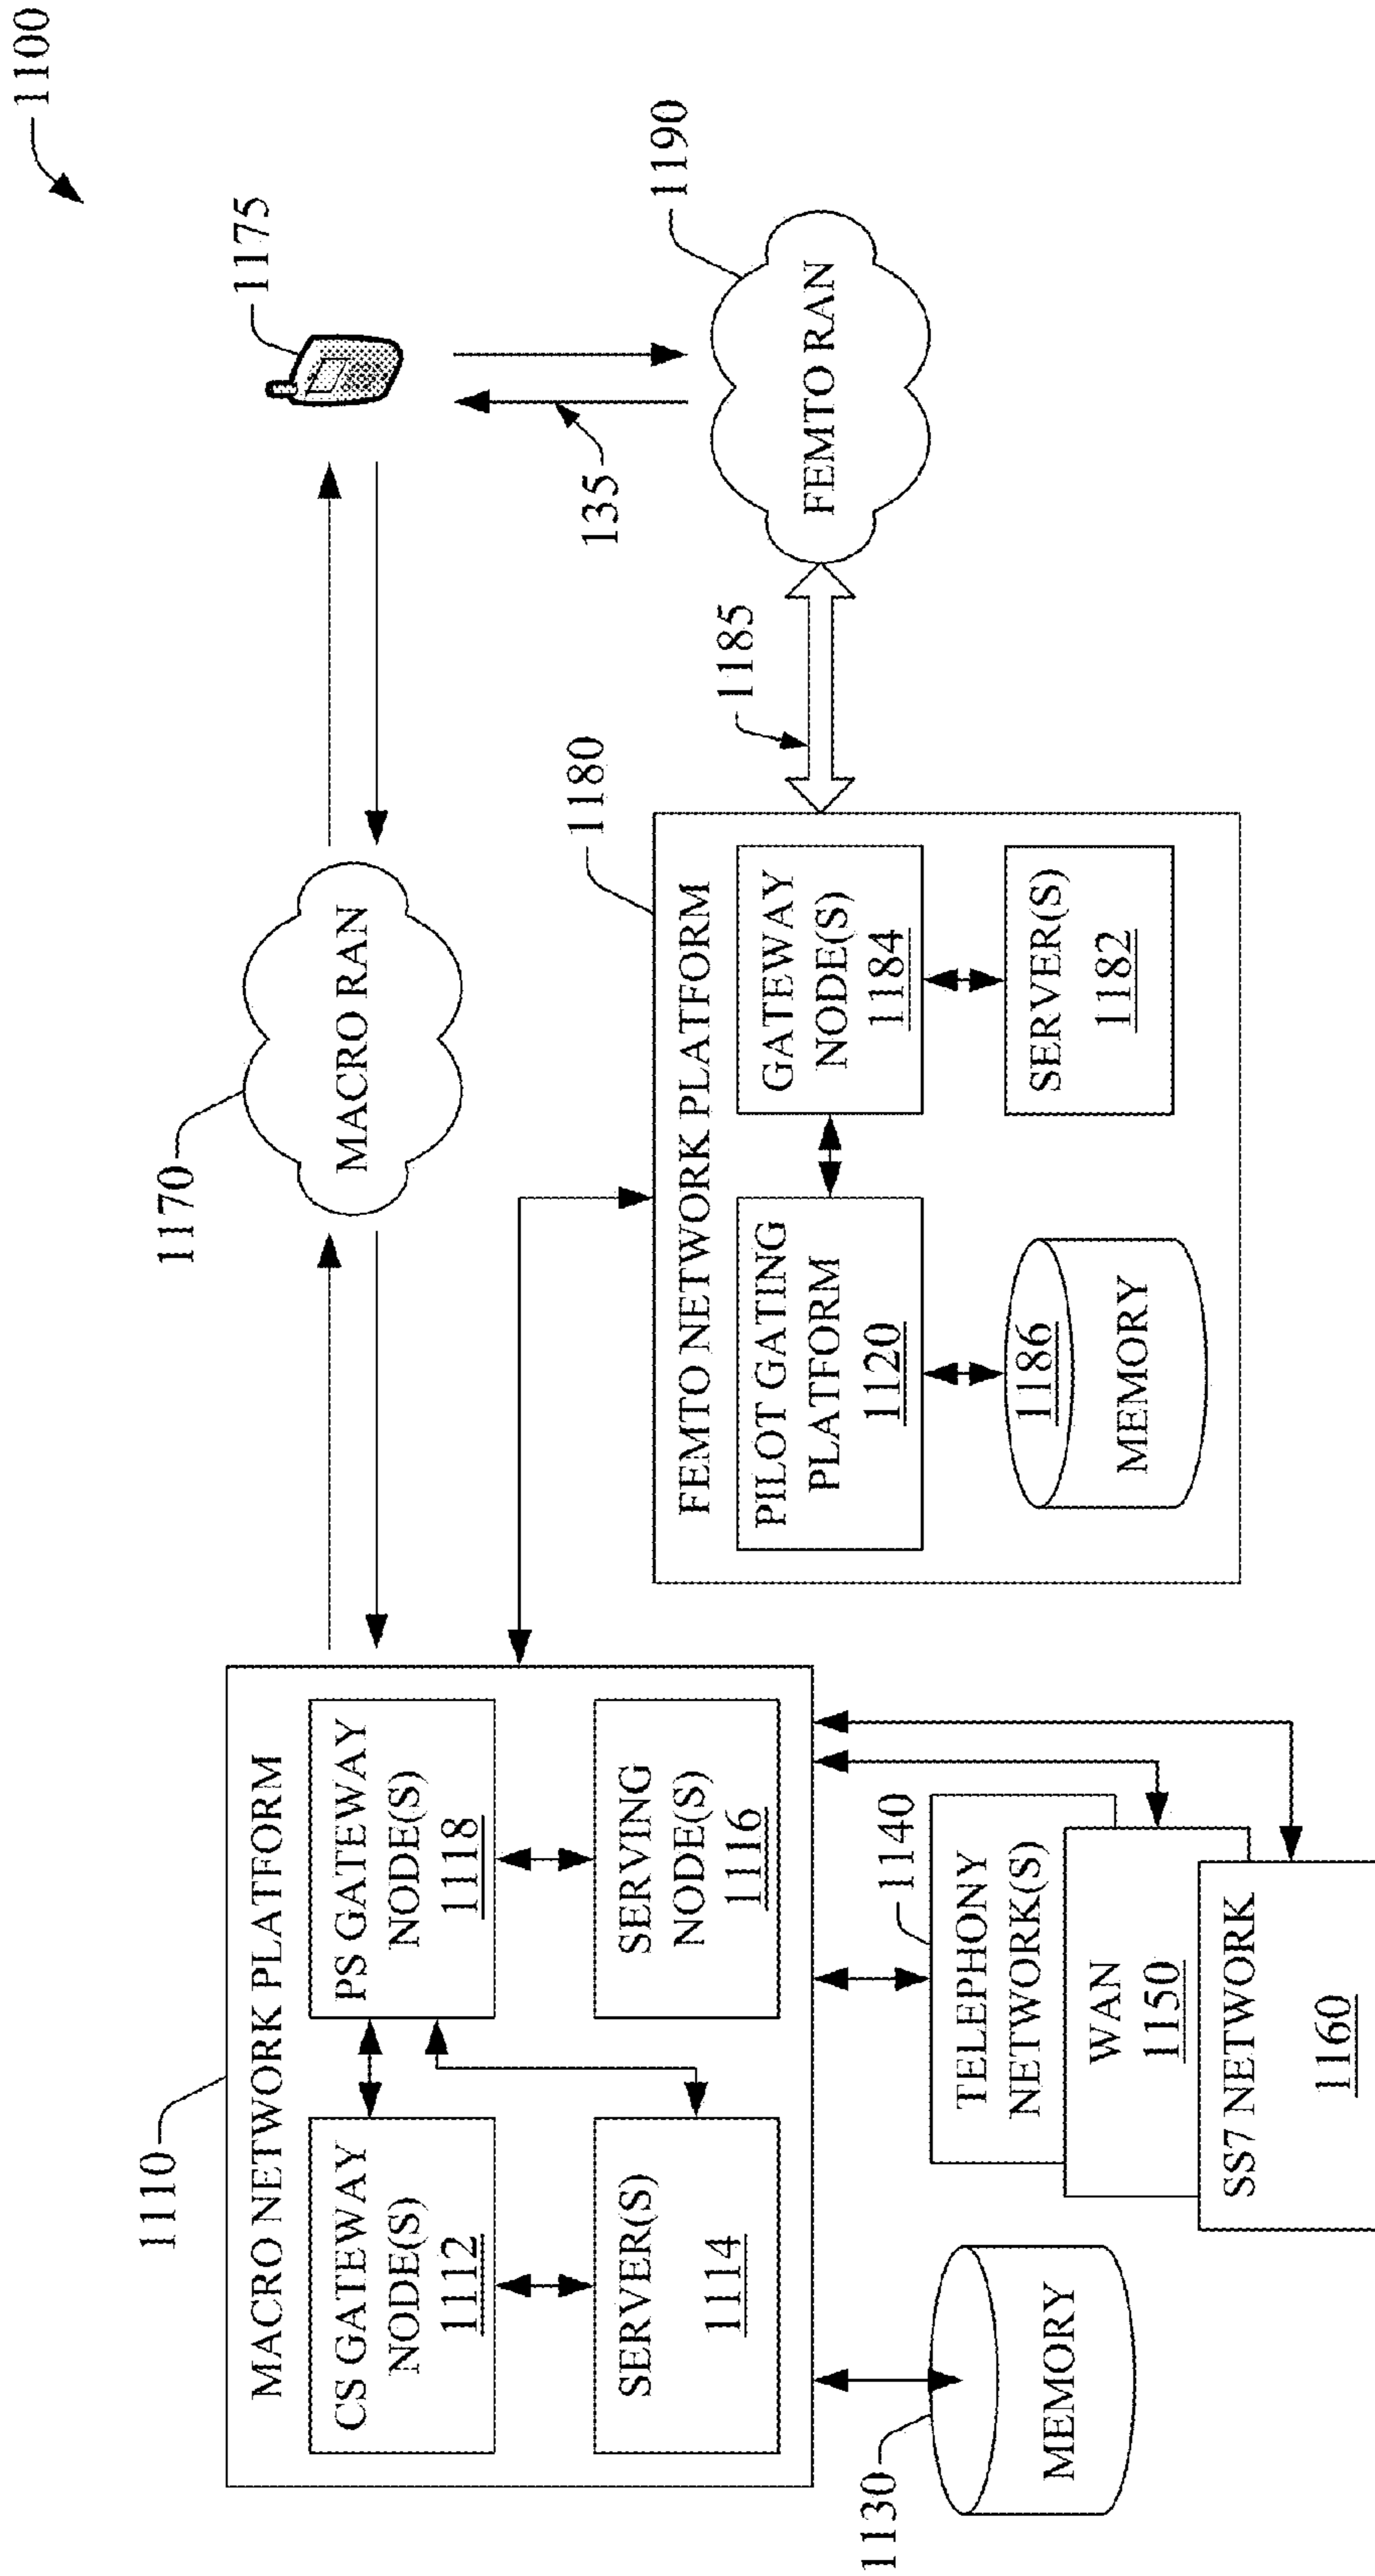 1100
1110
MACRO NETWORK PLATFORM
CS GATEWAY
NODE(S)
1112
PS GATEWAY
NODE(S)
1118
SERVER(S)
1114
SERVING
NODE(S)
1116
1170
MACRO RAN
1175
135
1190
FEMTO RAN
1185
1180
FEMTO NETWORK PLATFORM
PILOT GATING
PLATFORM
1120
GATEWAY
NODE(S)
1184
1186
MEMORY
SERVER(S)
1182
1130
MEMORY
1140
TELEPHONY
NETWORK(S)
WAN
1150
SS7 NETWORK
1160